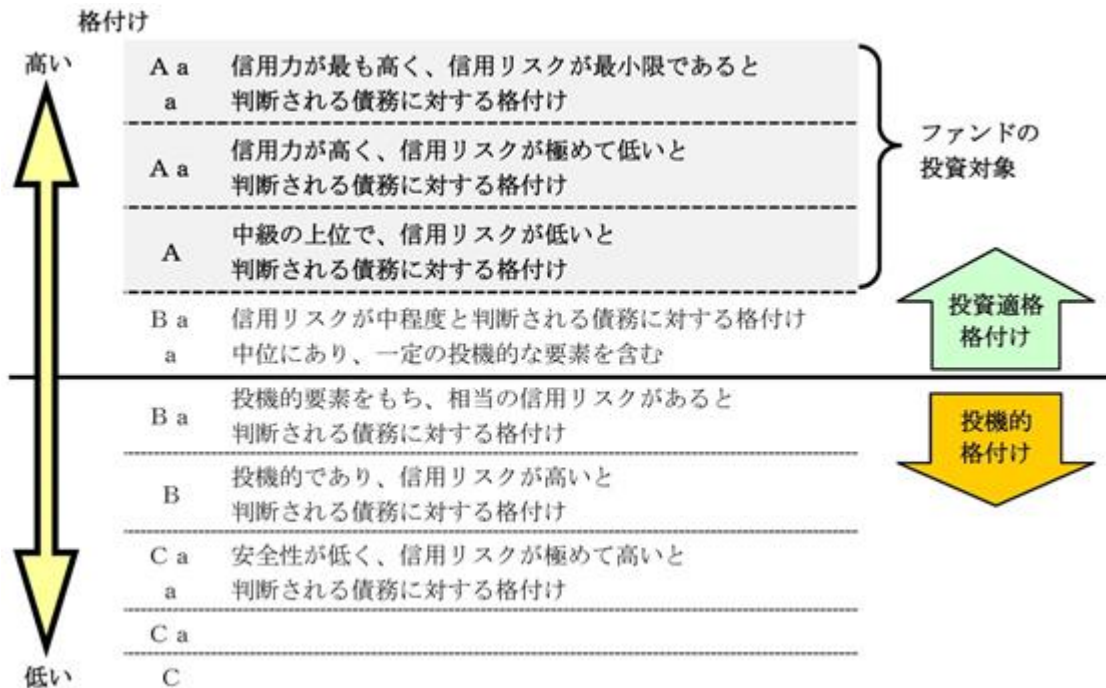 格付け
高い
Aa 信用力が最も高く、信用リスクが最小限であると
a 判断される債務に対する格付け
Aa 信用力が高く、信用リスクが極めて低いと
判断される債務に対する格付け
A 中級の上位で、信用リスクが低いと
判断される債務に対する格付け
ファンドの
投資対象
Ba 信用リスクが中程度と判断される債務に対する格付け
a 中位にあり、一定の投機的な要素を含む
投資適格
格付け
Ba 投機的要素をもち、相当の信用リスクがあると
判断される債務に対する格付け
投機的
格付け
B 投機的であり、信用リスクが高いと
判断される債務に対する格付け
Ca 安全性が低く、信用リスクが極めて高いと
a 判断される債務に対する格付け
Ca
C
低い